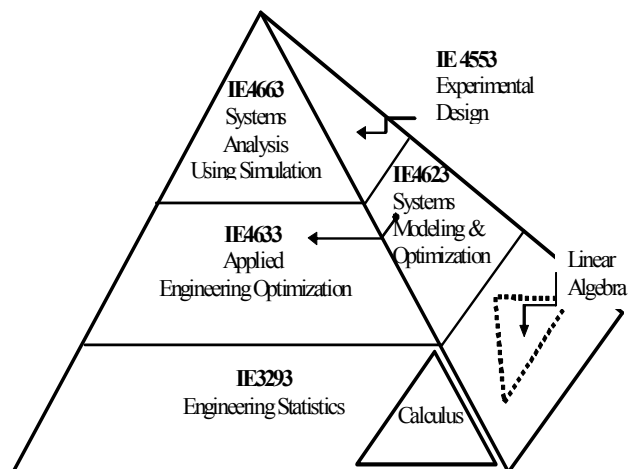 IE4663
Systems
Analysis
Using Simulation
IE 4553
Experimental
Design
IE4623
Systems
Modeling &
Optimization
IE4633
Applied
Engineering Optimization
Linear
Algebra
IE3293
Engineering Statistics
Calculus